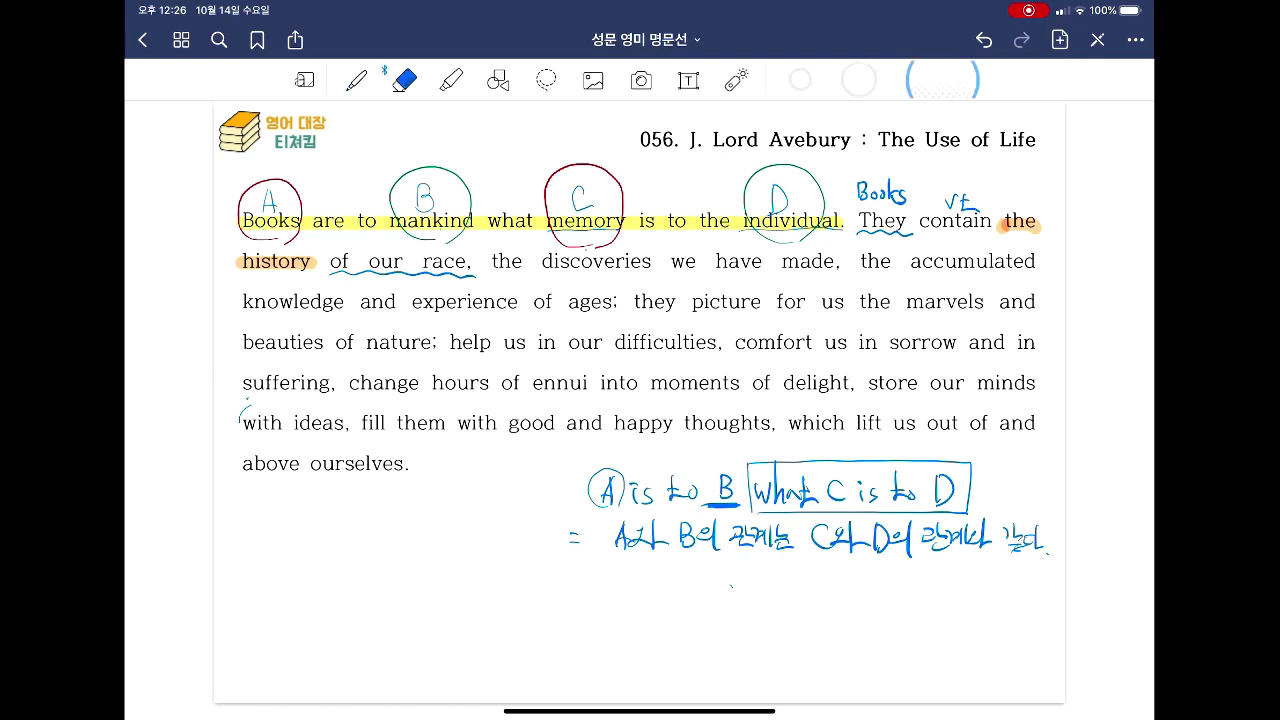 오후 12:26 10월 14일 수요일
100%
성문 영미 명문선
영어 대장
티쳐킴
056. J. Lord Avebury : The Use of Life
A B C D Books vt
Books are to mankind what memory is to the individual. They contain the
history of our race, the discoveries we have made, the accumulated
knowledge and experience of ages; they picture for us the marvels and
beauties of nature; help us in our difficulties, comfort us in sorrow and in
suffering, change hours of ennui into moments of delight, store our minds
with ideas, fill them with good and happy thoughts, which lift us out of and
above ourselves.
A is to B what C is to D
= A와 B의 관계는 C와 D의 관계와 같다.